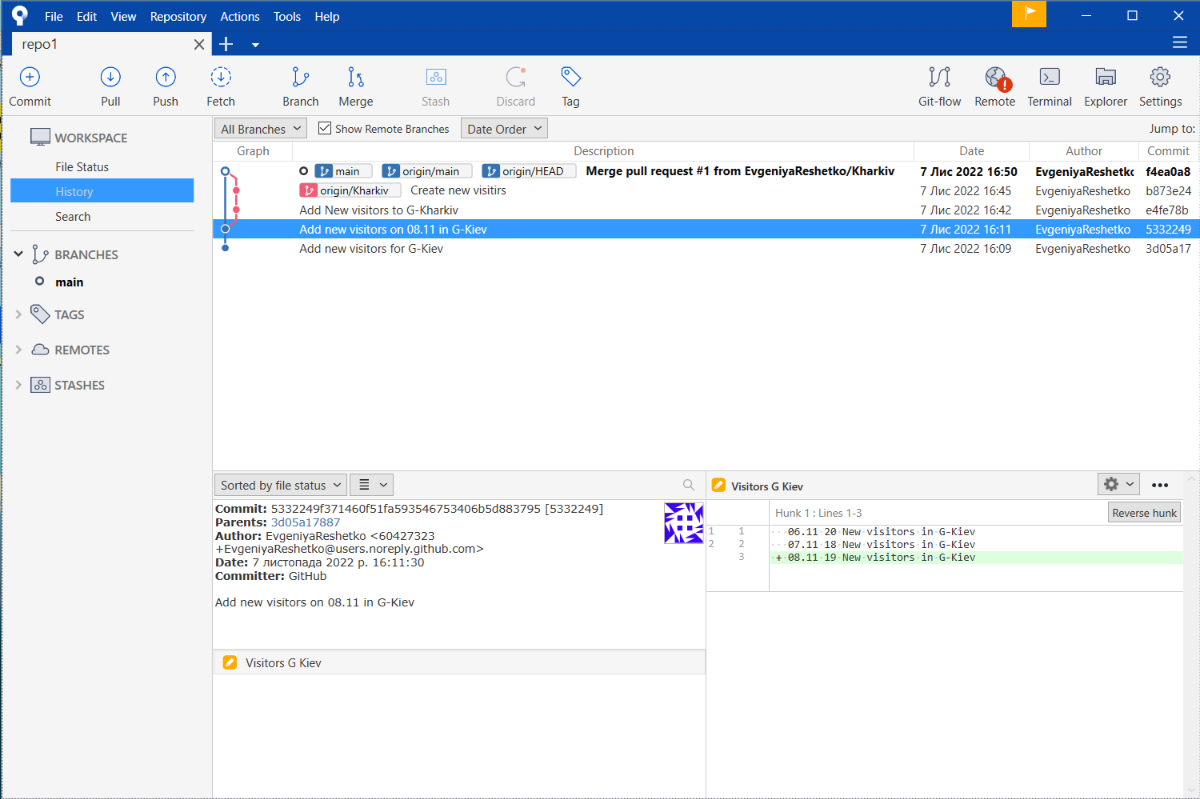 File Edit View Repository Actions Tools Help
repo1
Commit Pull Push Fetch Branch Merge Stash Discard Tag Git-flow Remote Terminal Explorer Settings
WORKSPACE
File Status
History
Search
BRANCHES
main
TAGS
REMOTES
STASHES
All Branches Show Remote Branches Date Order Jump to:
Graph Description Date Author Commit
main origin/main origin/HEAD Merge pull request #1 from EvgeniyaReshetko/Kharkiv 7 Лис 2022 16:50 EvgeniyaReshetkc f4ea0a8
origin/Kharkiv Create new visitirs 7 Лис 2022 16:45 EvgeniyaReshetko b873e24
Add New visitors to G-Kharkiv 7 Лис 2022 16:42 EvgeniyaReshetko e4fe78b
Add new visitors on 08.11 in G-Kiev 7 Лис 2022 16:11 EvgeniyaReshetko 5332249
Add new visitors for G-Kiev 7 Лис 2022 16:09 EvgeniyaReshetko 3d05a17
Sorted by file status
Commit: 5332249f371460f51fa593546753406b5d883795 [5332249]
Parents: 3d05a17887
Author: EvgeniyaReshetko <60427323
+EvgeniyaReshetko@users.noreply.github.com>
Date: 7 листопада 2022 р. 16:11:30
Committer: GitHub
Add new visitors on 08.11 in G-Kiev
Visitors G Kiev
Visitors G Kiev
Hunk 1 : Lines 1-3 Reverse hunk
1 1 06.11 20 New visitors in G-Kiev
2 2 07.11 18 New visitors in G-Kiev
3 + 08.11 19 New visitors in G-Kiev